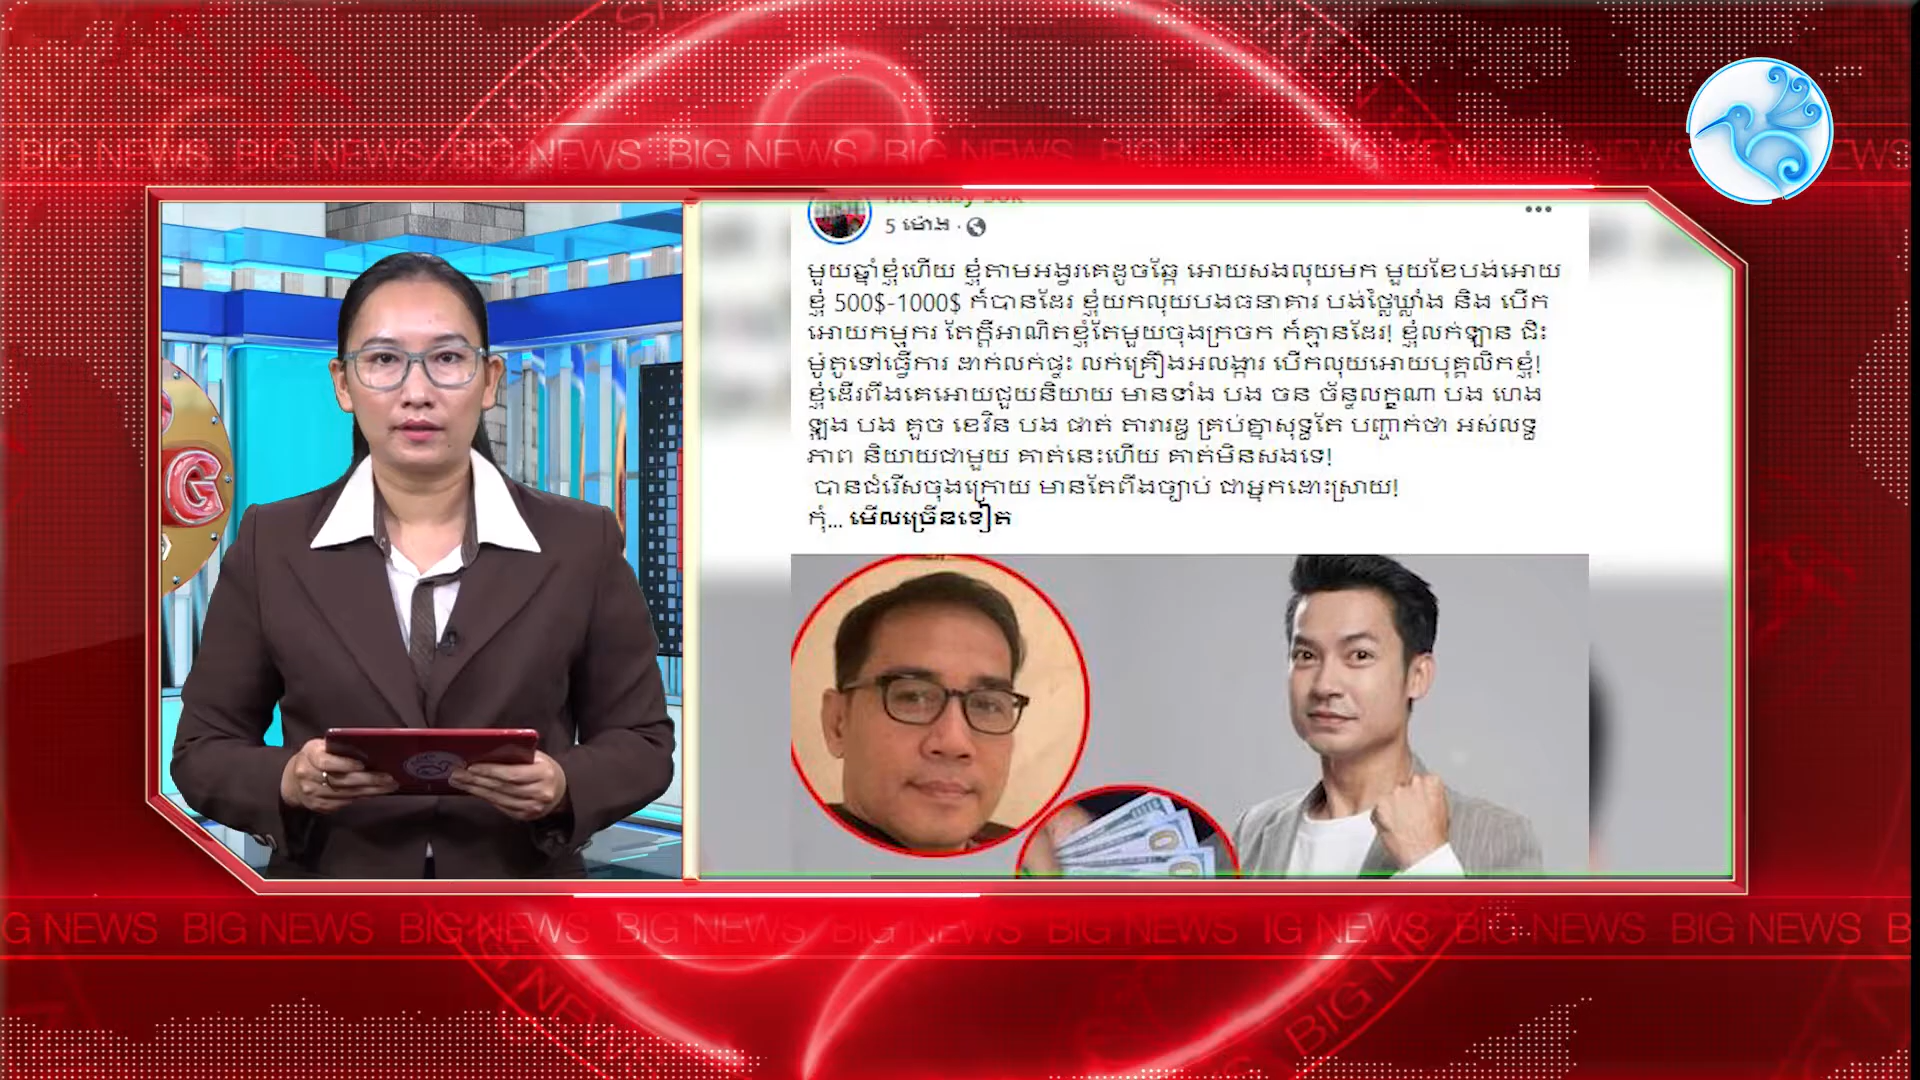 BIG NEWS BIG NEWS BIG NEWS BIG NEWS BIG NEWS
Mc Rasy Sok
5 ម៉ោង ·
មួយឆ្នាំខ្ញុំហើយ ខ្ញុំតាមអង្វរគេដូចឆ្កែ អោយសងលុយមក មួយខែបង់អោយ
ខ្ញុំ 500$-1000$ ក៏បានដែរ ខ្ញុំយកលុយបងធនាគារ បង់ថ្លៃឃ្លាំង និង បើក
អោយកម្មករ តែក្តីអាណិតខ្ញុំតែមួយចុងក្រចក ក៏គ្មានដែរ! ខ្ញុំលក់ឡាន ជិះ
ម៉ូតូទៅធ្វើការ ដាក់លក់ផ្ទះ លក់គ្រឿងអលង្ការ បើកលុយអោយបុគ្គលិកខ្ញុំ!
ខ្ញុំដើរពឹងគេអោយជួយនិយាយ មានទាំង បង ចន ច័ន្ទលក្ខណា បង ហេង
ឡុង បង គួច ខេវិន បង ជាត់ តារារដ្ឋ គ្រប់គ្នាសុទ្ធតែ បញ្ជាក់ថា អស់លទ្ធ
ភាព និយាយជាមួយ គាត់នេះហើយ គាត់មិនសងទេ!
បានជំរើសចុងក្រោយ មានតែពឹងច្បាប់ ជាអ្នកដោះស្រាយ!
កុំ... មើលច្រើនទៀត
G NEWS BIG NEWS BIG NEWS BIG NEWS BIG NEWS BIG NEWS IG NEWS BIG NEWS BIG NEWS B
BIG NEWS